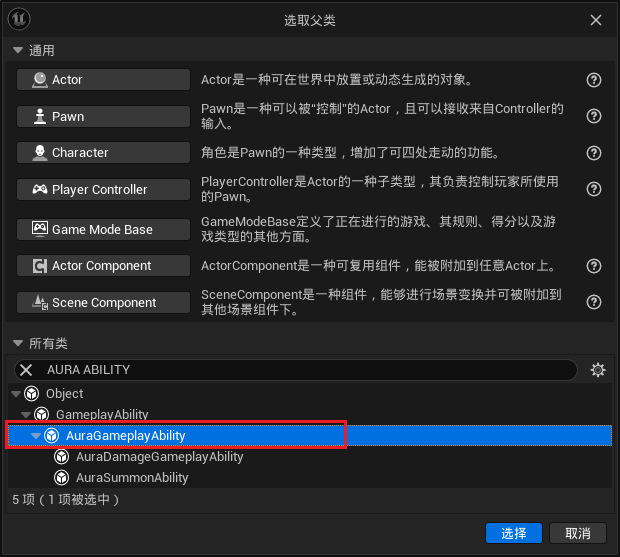 选取父类
通用
Actor
Actor是一种可在世界中放置或动态生成的对象。
Pawn
Pawn是一种可以被"控制"的Actor，且可以接收来自Controller的
输入。
Character
角色是Pawn的一种类型，增加了可四处走动的功能。
Player Controller
PlayerController是Actor的一种子类型，其负责控制玩家所使用
的Pawn。
Game Mode Base
GameModeBase定义了正在进行的游戏、其规则、得分以及游
戏类型的其他方面。
Actor Component
ActorComponent是一种可复用组件，能被附加到任意Actor上。
Scene Component
SceneComponent是一种组件，能够进行场景变换并可被附加到
其他场景组件下。
所有类
AURA ABILITY
Object
GameplayAbility
AuraGameplayAbility
AuraDamageGameplayAbility
AuraSummonAbility
5 项（1 项被选中）
选择 取消